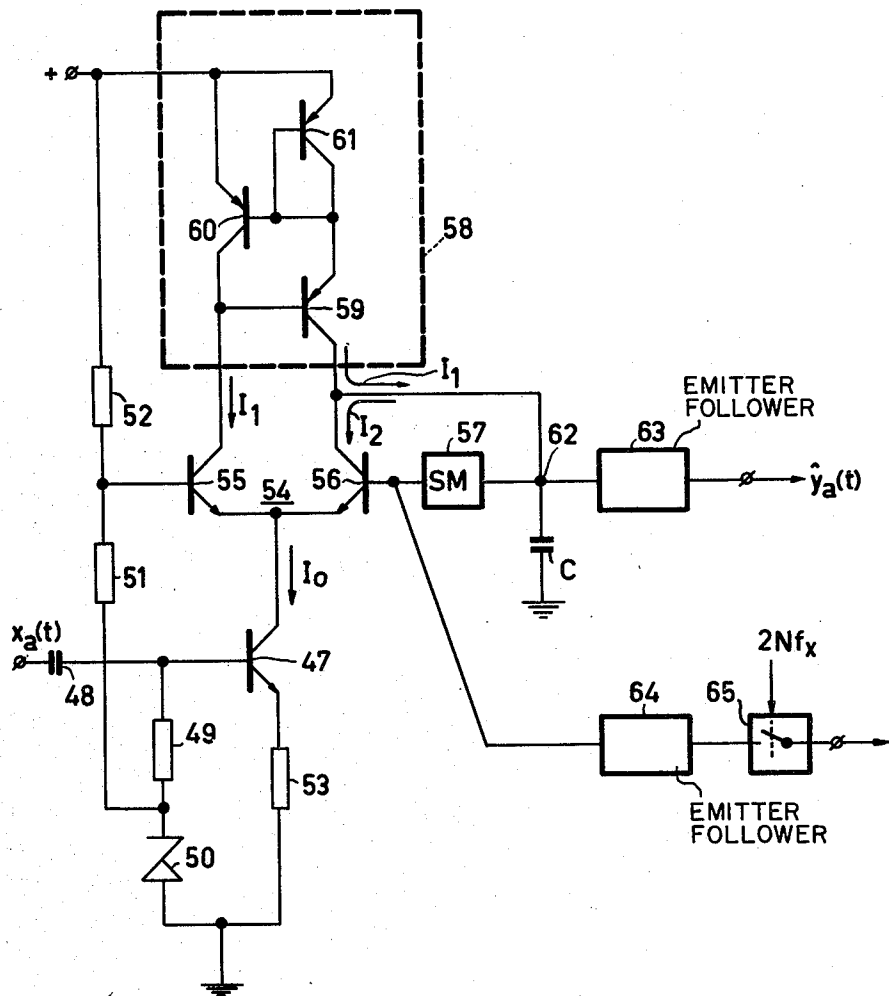 +
61
60
58
59
I1
I1
I2
52
EMITTER
FOLLOWER
57
62
63
55
54
56
SM
ŷa(t)
51
I0
C
xa(t)
2Nfx
48
47
64
65
49
53
EMITTER
FOLLOWER
50